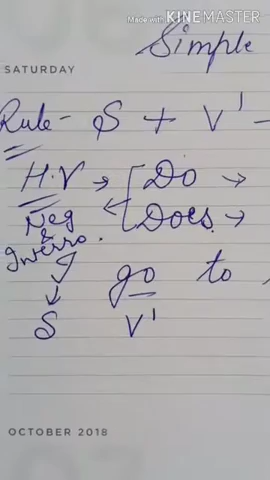 Made with KINEMASTER
Simple
SATURDAY
Rule- S + V¹ -
H.V → Do →
Does →
Neg
&
Interro.
I go to
↓
S V¹
OCTOBER 2018